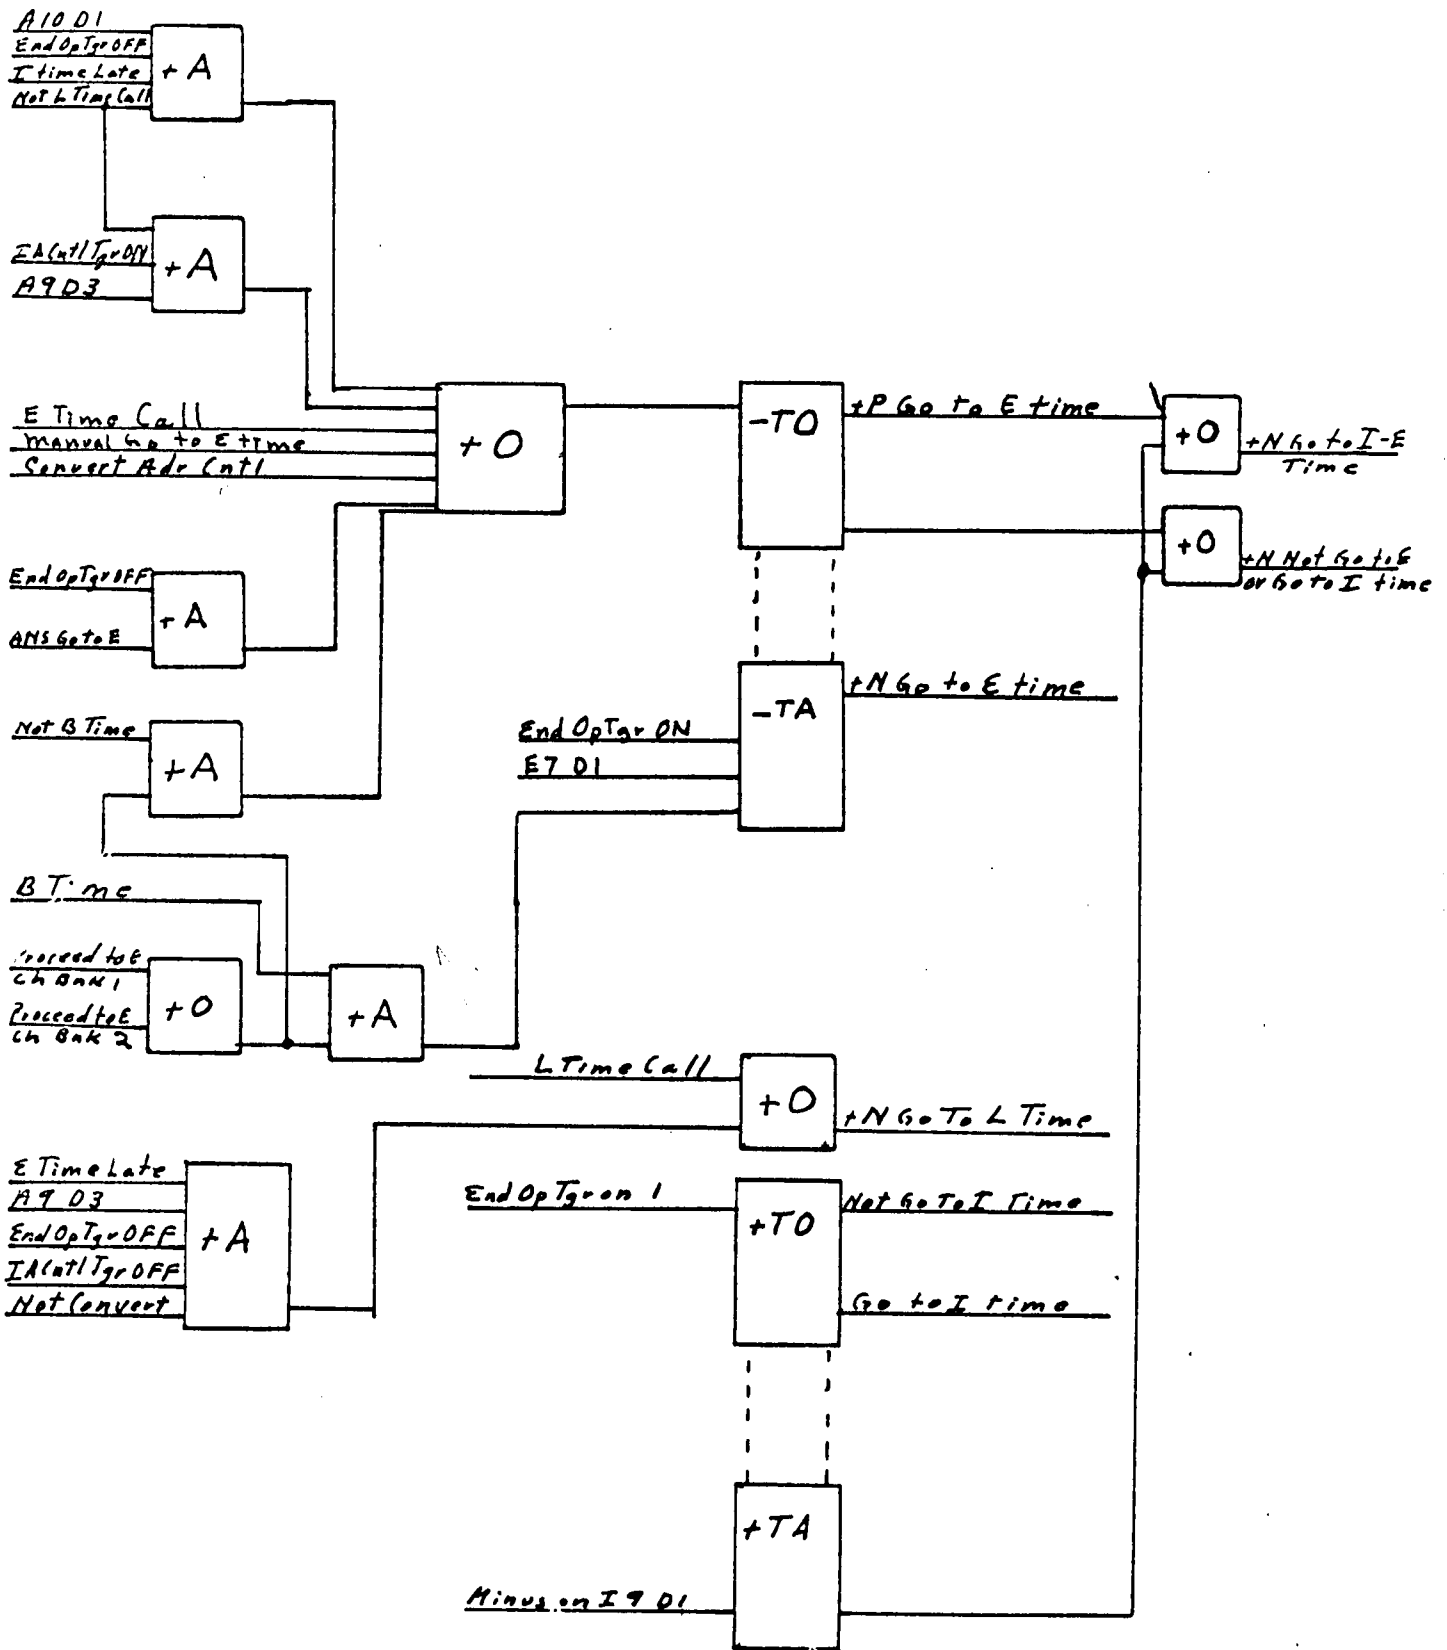 A10 D1
End Op Tgr OFF
I time Late
Not L Time Call
+A
IA Cntl Tgr ON
A9 D3
+A
E Time Call
Manual Go to E time
Convert Adr Cntl
+O
-TO
+P Go to E time
+O
+N Go to I-E
Time
+O
+N Not Go to E
or Go to I time
End Op Tgr OFF
ANS Go to E
+A
-TA
+N Go to E time
End Op Tgr ON
E7 D1
Not B Time
+A
B Time
Proceed to E
Ch Bnk 1
Proceed to E
Ch Bnk 2
+O
+A
L Time Call
+O
+N Go To L Time
E Time Late
A9 D3
End Op Tgr OFF
IA Cntl Tgr OFF
Not Convert
+A
End Op Tgr on 1
+TO
Not Go To I Time
Go to I time
+TA
Minus on I 9 D1